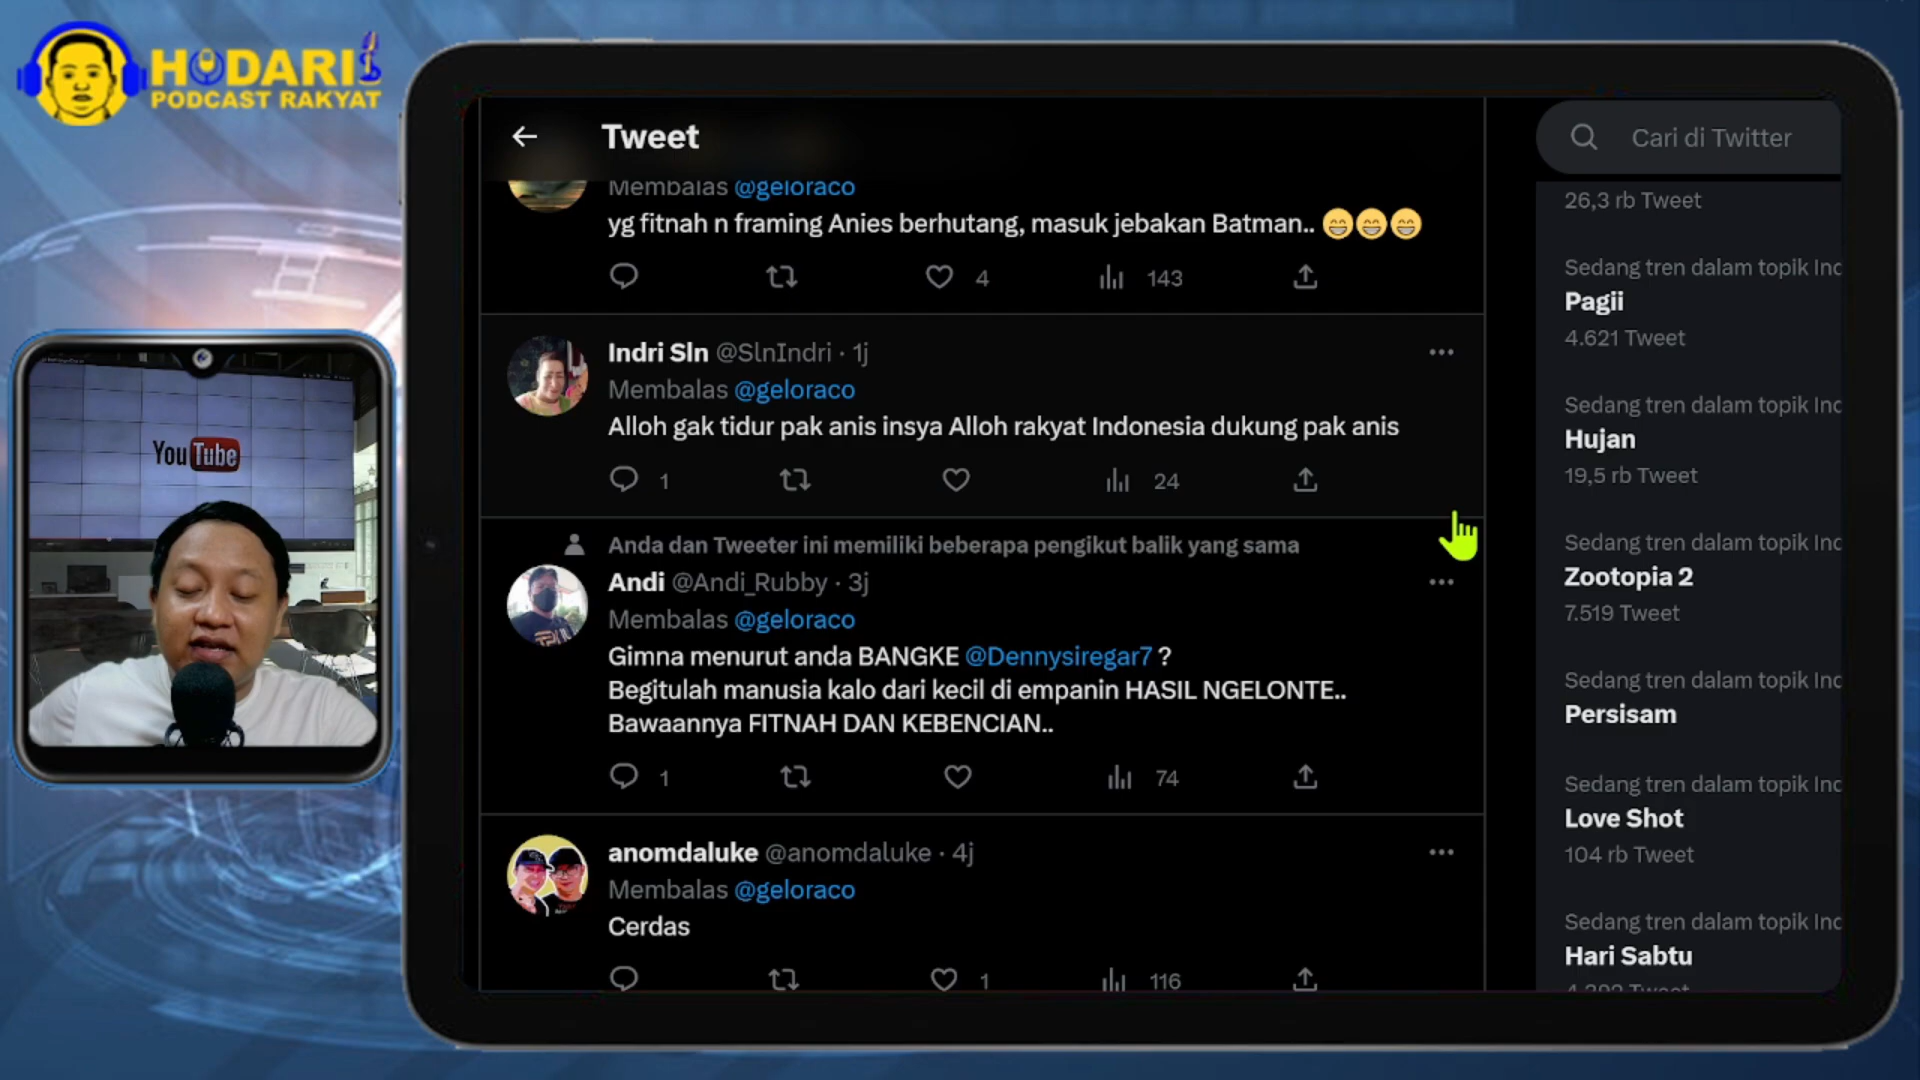 HODARI
PODCAST RAKYAT
YouTube
Tweet
Cari di Twitter
Membalas @geloraco
yg fitnah n framing Anies berhutang, masuk jebakan Batman.. 😁😁😁
4
143
Indri Sln @SlnIndri · 1j
Membalas @geloraco
Alloh gak tidur pak anis insya Alloh rakyat Indonesia dukung pak anis
1
24
Anda dan Tweeter ini memiliki beberapa pengikut balik yang sama
Andi @Andi_Rubby · 3j
Membalas @geloraco
Gimna menurut anda BANGKE @Dennysiregar7 ?
Begitulah manusia kalo dari kecil di empanin HASIL NGELONTE..
Bawaannya FITNAH DAN KEBENCIAN..
1
74
anomdaluke @anomdaluke · 4j
Membalas @geloraco
Cerdas
1
116
26,3 rb Tweet
Sedang tren dalam topik Inc
Pagii
4.621 Tweet
Sedang tren dalam topik Inc
Hujan
19,5 rb Tweet
Sedang tren dalam topik Inc
Zootopia 2
7.519 Tweet
Sedang tren dalam topik Inc
Persisam
Sedang tren dalam topik Inc
Love Shot
104 rb Tweet
Sedang tren dalam topik Inc
Hari Sabtu
Tweet